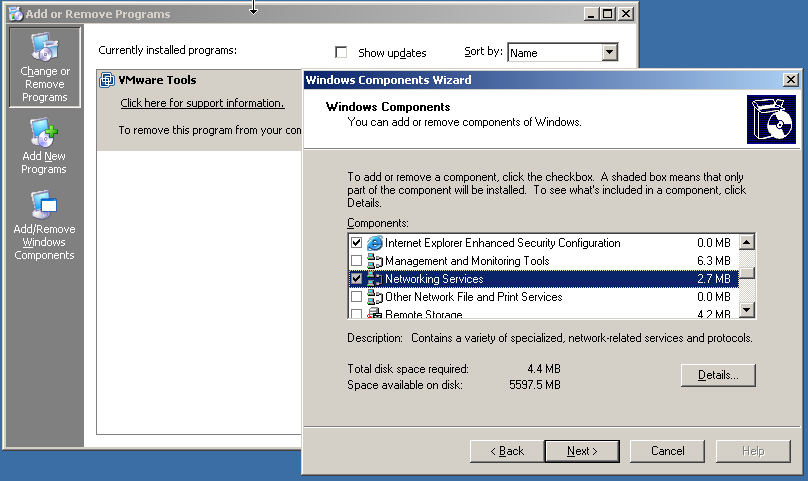 Add or Remove Programs
Change or
Remove
Programs
Add New
Programs
Add/Remove
Windows
Components
Currently installed programs:
Show updates
Sort by: Name
VMware Tools
Click here for support information.
To remove this program from your con
Windows Components Wizard
Windows Components
You can add or remove components of Windows.
To add or remove a component, click the checkbox. A shaded box means that only
part of the component will be installed. To see what's included in a component, click
Details.
Components:
Internet Explorer Enhanced Security Configuration 0.0 MB
Management and Monitoring Tools 6.3 MB
Networking Services 2.7 MB
Other Network File and Print Services 0.0 MB
Remote Storage 4.2 MB
Description: Contains a variety of specialized, network-related services and protocols.
Total disk space required: 4.4 MB
Space available on disk: 5597.5 MB
Details...
< Back
Next >
Cancel
Help